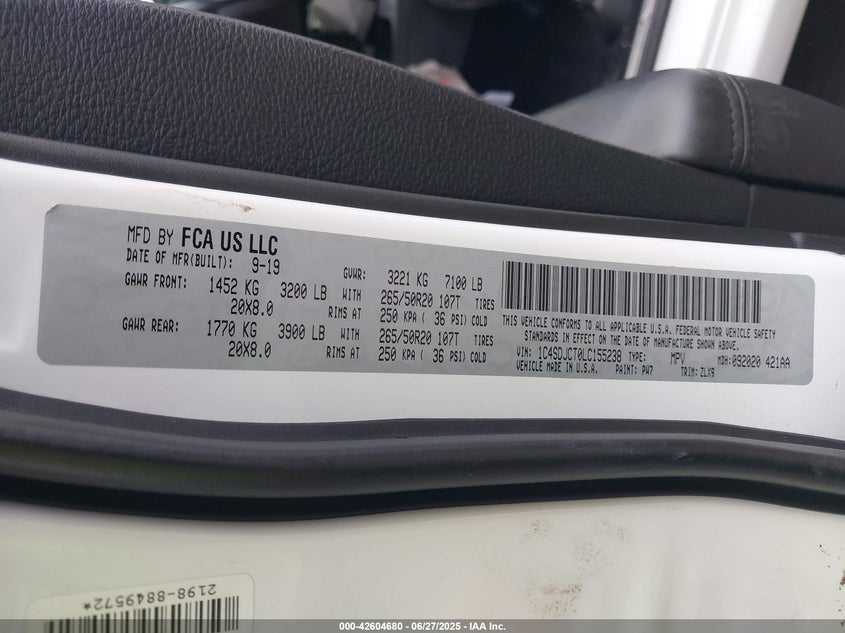 MFD BY FCA US LLC
DATE OF MFR(BUILT): 9-19 GVWR: 3221 KG 7100 LB
GAWR FRONT: 1452 KG 3200 LB WITH 265/50R20 107T TIRES
20X8.0 RIMS AT 250 KPA ( 36 PSI) COLD
GAWR REAR: 1770 KG 3900 LB WITH 265/50R20 107T TIRES
20X8.0 RIMS AT 250 KPA ( 36 PSI) COLD
THIS VEHICLE CONFORMS TO ALL APPLICABLE U.S.A. FEDERAL MOTOR VEHICLE SAFETY
STANDARDS IN EFFECT ON THE DATE OF MANUFACTURE SHOWN ABOVE.
VIN: 1C4SDJCT0LC155238 TYPE: MPV MDH: 092020 421AA
VEHICLE MADE IN U.S.A. PAINT: PW7 TRIM: ZLX9
2198-8849572*
000-42604680 - 06/27/2025 - IAA Inc.